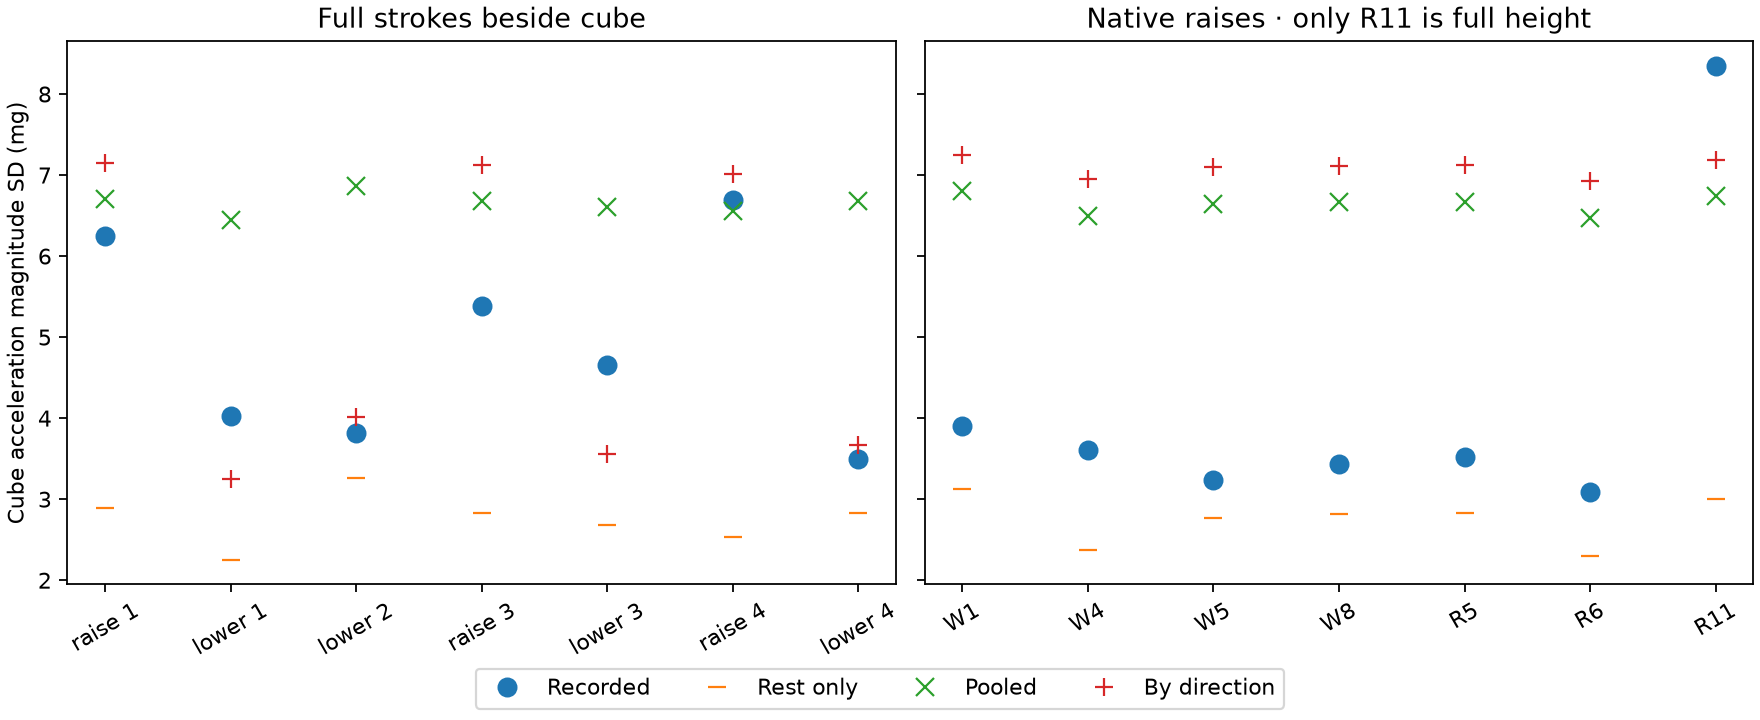 Full strokes beside cube
Native raises · only R11 is full height
Cube acceleration magnitude SD (mg)
8
7
6
5
4
3
2
raise 1
lower 1
lower 2
raise 3
lower 3
raise 4
lower 4
W1
W4
W5
W8
R5
R6
R11
Recorded
Rest only
Pooled
By direction